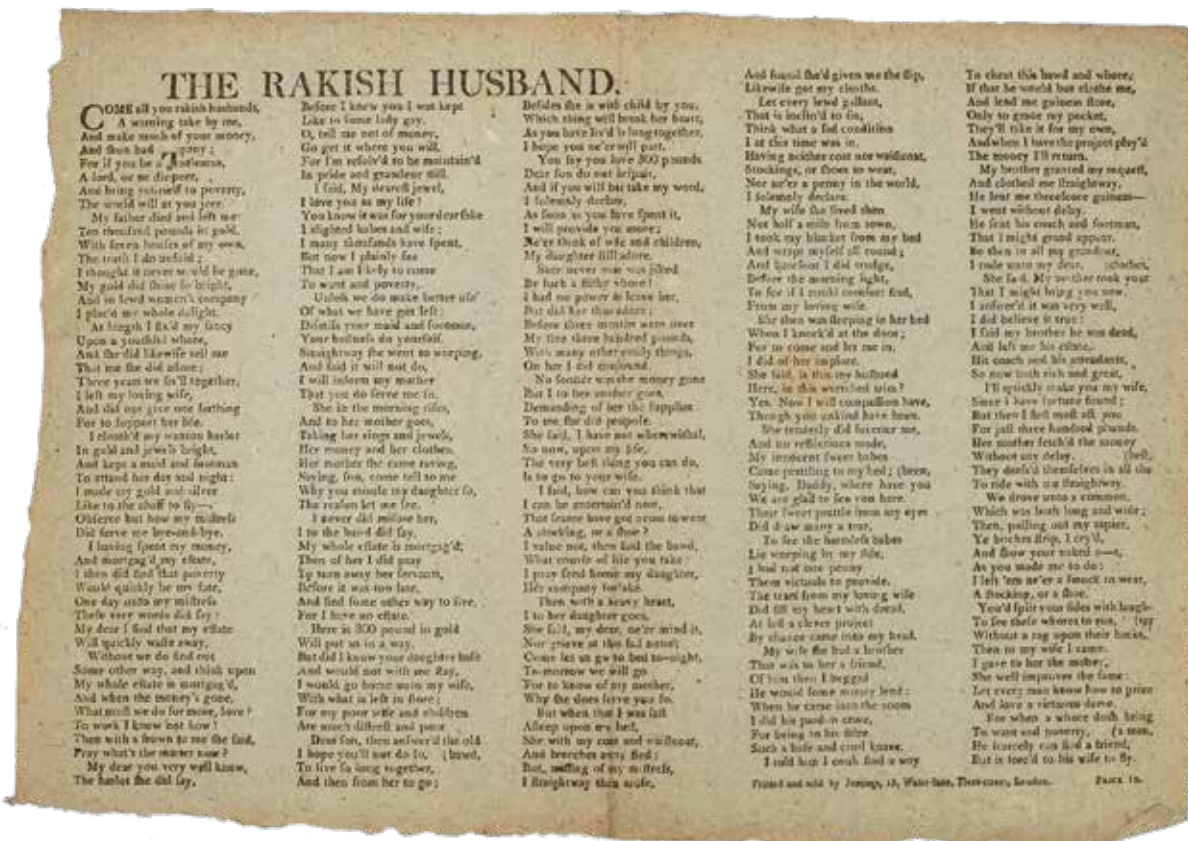 THE RAKISH HUSBAND.
COME all you rakish husbands,
A warning take by me,
And make much of your money,
And shun bad
For if you be a
A lord, or no
And bring yourself to poverty,
The world will at you jeer.
My father died and left me
Ten thouſand pounds in gold,
With ſeven houſes of my own,
The truth I do unfold;
I thought it never would be gone,
My gold did ſhine ſo bright,
And in lewd women's company
I plac'd my whole delight.
At length I fix'd my fancy
Upon a youthful whore,
And ſhe did likewiſe tell me
That me ſhe did adore;
Three years we together,
I left my loving wife,
And did not give one farthing
For to ſupport her life.
I cloath'd my wanton harlot
In gold and jewels bright,
And kept a maid and footman
To attend her day and night:
I made my gold and silver
Like to the chaff to fly—
Obſerve but how my miſtreſs
Did ſerve me bye-and-bye.
I having ſpent my money,
And mortgag'd my eſtate,
I then did find that poverty
Would quickly be my fate,
One day unto my miſtreſs
Theſe very words did ſay:
My dear I find that my eſtate
Will quickly waſte away,
Without we do find out
Some other way, and think upon
My whole eſtate is mortgag'd,
And when the money's gone,
What muſt we do for more, love?
To work I know not how!
Then with a frown to me ſhe ſaid,
Pray what's the matter now?
My dear you very well know,
The harlot ſhe did ſay,
Before I knew you I was kept
Like to ſome lady gay.
O, tell me not of money,
Go get it where you will,
For I'm reſolv'd to be maintain'd
In pride and grandeur ſtill.
I ſaid, My deareſt jewel,
I love you as my life!
You know it was for your dear ſake
I ſlighted babes and wife;
I many thouſands have ſpent,
But now I plainly ſee
That I am likely to come
To want and poverty,
Unleſs we do make better uſe
Of what we have got left:
Diſmiſs your maid and footman,
Your buſineſs do yourſelf.
Straightway ſhe went to weeping,
And ſaid it will not do,
I will inform my mother
That you do ſerve me ſo.
She in the morning riſes,
And to her mother goes,
Taking her rings and jewels,
Her money and her clothes.
Her mother ſhe came raving,
Saying, ſon, come tell to me
Why you miſuſe my daughter ſo,
The reaſon let me ſee.
I never did miſuſe her,
I to the bawd did ſay,
My whole eſtate is mortgag'd;
Then of her I did pray
To turn away her ſervants,
Before it was too late,
And find ſome other way to live,
For I have no eſtate.
Here is 300 pound in gold
Will put us in a way.
But did I know your daughter baſe
And would not with me ſtay,
I would go home unto my wife,
With what is left in ſtore;
For my poor wife and children
Are much diſtreſt and poor
Dear ſon, then anſwer'd the old
I hope you'll not do ſo, (bawd,
To live ſo long together,
And then from her to go;
Beſides ſhe is with child by you,
Which thing will break her heart,
As you have liv'd ſo long together,
I hope you ne'er will part.
You ſay you have 300 pounds
Dear ſon do not deſpair,
And if you will but take my word,
I ſolemnly declare,
As ſoon as you have ſpent it,
I will provide you more;
Ne'er think of wife and children,
My daughter ſtill adore.
Sure never man was jilted
By ſuch a filthy whore!
I had no power to leave her,
But did her thus adore;
Before three months were over
My fine three hundred pounds,
With many other coſtly things,
On her I did confound.
No ſooner was the money gone
But I to her mother goes,
Demanding of her the ſupplies
To me ſhe did propoſe.
She ſaid, I have not wherewithal,
So now, upon my life,
The very beſt thing you can do,
Is to go to your wife.
I ſaid, how can you think that
I can be entertain'd now,
That ſcarce have got
A ſtocking, or a ſhoe?
I value not, then ſaid the bawd,
What courſe of life you take:
I pray ſend home my daughter,
Her company forſake.
Then with a heavy heart,
I to her daughter goes,
She ſaid, my dear, ne'er mind it,
Nor grieve at the ſad news;
Come let us go to bed to-night,
To-morrow we will go
For to know of my mother,
Why ſhe does ſerve you ſo.
But when that I was faſt
Aſleep upon my bed,
She with my coat and waiſtcoat,
And breeches away fled:
But, miſſing of my miſtreſs,
I ſtraightway then aroſe,
And found ſhe'd given me the ſlip,
Likewiſe got my cloaths.
Let every lewd gallant,
That is inclin'd to ſin,
Think what a ſad condition
I at this time was in.
Having neither coat nor waiſtcoat,
Stockings, or ſhoes to wear,
Nor ne'er a penny in the world,
I ſolemnly declare.
My wife ſhe lived then
Not half a mile from town,
I took my blanket from my bed
And wrapt myſelf all round;
And barefoot I did trudge,
Before the morning light,
To ſee if I could comfort find,
From my loving wife.
She then was ſleeping in her bed
When I knock'd at the door;
For to come and let me in,
I did of her implore.
She ſaid, is this my huſband
Here, in this wretched
Yes. Now I will compaſſion have,
Though you unkind have been.
She tenderly did ſuccour me,
And no reflections made,
My innocent ſweet babes
Came prattling to my bed; (been,
Saying, Daddy, where have you
We are glad to ſee you here.
Their ſweet prattle from my eyes
Did draw many a tear,
To ſee the harmleſs babes
Lie weeping by my ſide,
I had not one penny
Them victuals to provide.
The tears from my loving wife
Did fill my heart with dread,
At laſt a clever project
By chance came into my head.
My wife ſhe had a brother
That was to her a friend,
Of him then I begged
He would ſome money lend:
When he came into the room
I did his pardon crave,
For being in his ſight
Such a baſe and cruel knave.
I told him I could find a way
To cheat this bawd and whore,
If that he would but clothe me,
And lend me guineas ſtore,
Only to grace my pocket,
They'll take it for my own,
And when I have the project play'd
The money I'll return.
My brother granted my requeſt,
And clothed me ſtraightway,
He lent me threeſcore guineas—
I went without delay.
He ſent his coach and footman,
That I might grand appear,
So then in all my grandeur,
I rode unto my dear. (clothes,
She ſaid, My mother took your
That I might bring you new.
I anſwer'd it was very well,
I did believe it true:
I ſaid my brother he was dead,
And left me his eſtate,
His coach and his attendants,
So now I'm rich and great,
I'll quickly make you my wife,
Since I have fortune found;
But then I firſt muſt aſk you
For juſt three hundred pounds.
Her mother fetch'd the money
Without any delay. (beſt,
They dreſs'd themſelves in all the
To ride with me ſtraightway.
We drove unto a common,
Which was both long and wide;
Then, pulling out my rapier,
Ye b— ſtrip, I cry'd,
And ſhow your naked a—e,
As you made me to do:
I left 'em ne'er a ſmock to wear,
A ſtocking, or a ſhoe.
You'd ſplit your ſides with laugh-
To ſee theſe whores to run, (ing
Without a rag upon their backs,
Then to my wife I came.
I gave to her the money,
She well improves the ſame:
Let every man know how to prize
And love a virtuous dame.
For when a whore doth bring
To want and poverty, (a man,
He ſcarcely can find a friend,
But is forc'd to his wife to fly.
Printed and ſold by Jennings, 13, Water-lane, Fleet-street, London. PRICE 1D.